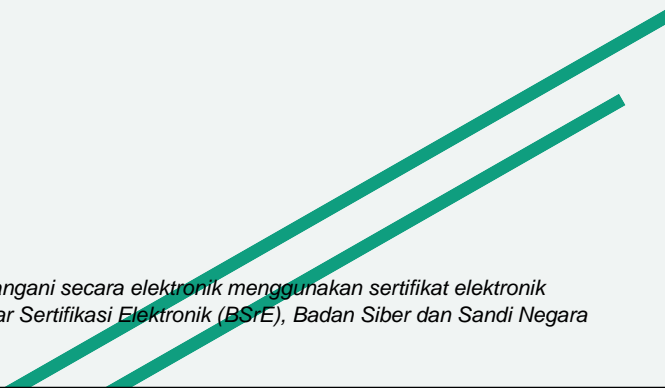 angani secara elektronik menggunakan sertifikat elektronik
ar Sertifikasi Elektronik (BSrE), Badan Siber dan Sandi Negara